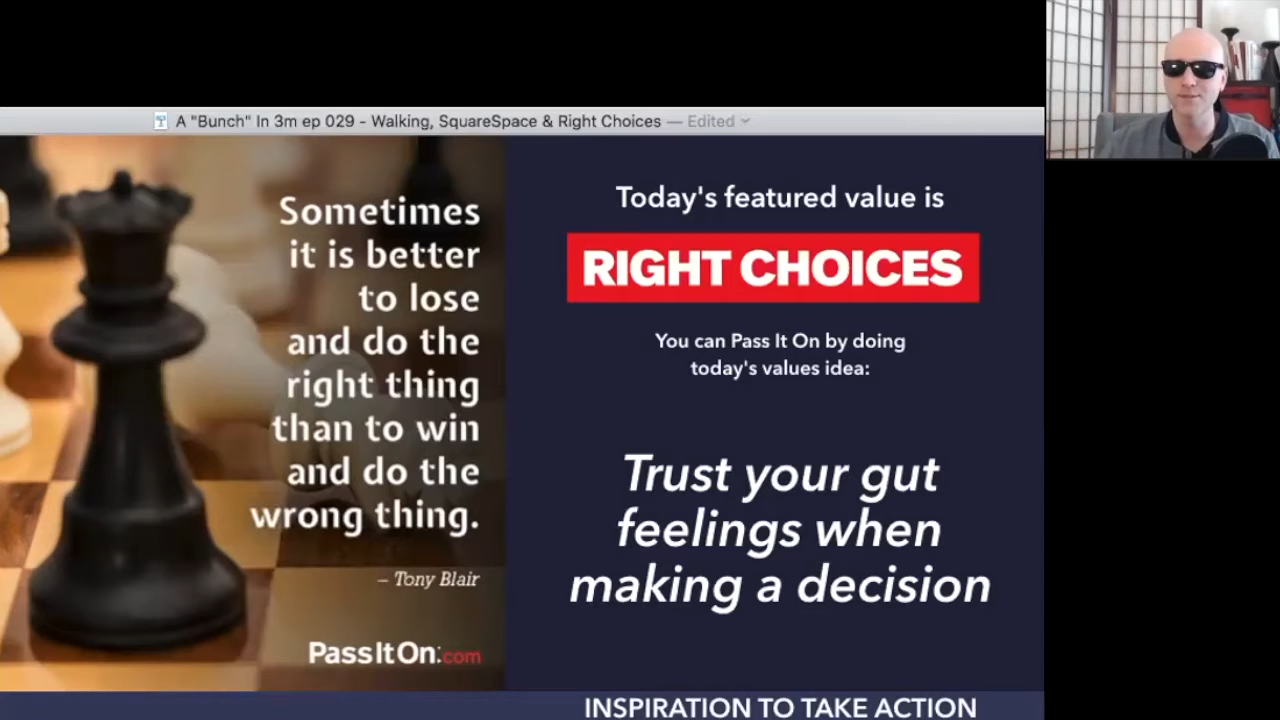 A "Bunch" In 3m ep 029 - Walking, SquareSpace & Right Choices — Edited
Sometimes
it is better
to lose
and do the
right thing
than to win
and do the
wrong thing.
– Tony Blair
PassItOn.com
Today's featured value is
RIGHT CHOICES
You can Pass It On by doing
today's values idea:
Trust your gut
feelings when
making a decision
INSPIRATION TO TAKE ACTION